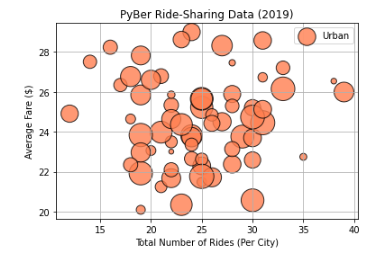 PyBer Ride-Sharing Data (2019)
Urban
Average Fare ($)
28
26
24
22
20
15
20
25
30
35
40
Total Number of Rides (Per City)